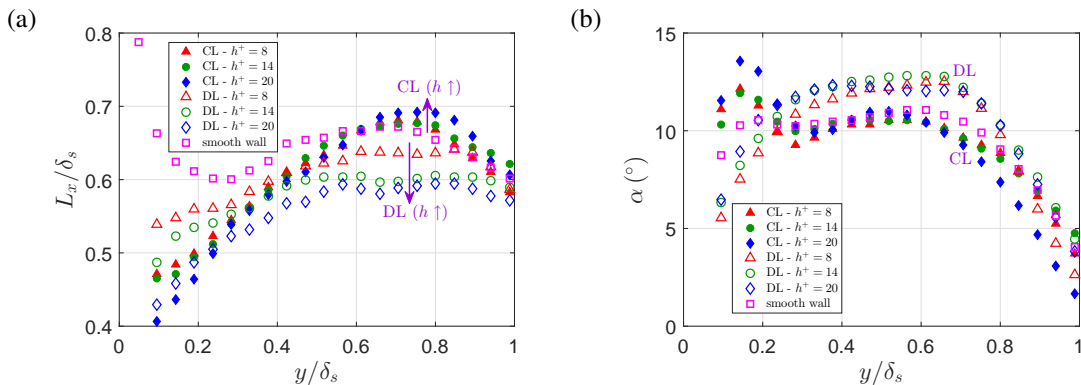 (a)
0.8
0.7
0.6
0.5
0.4
L_x/δ_s
CL - h⁺ = 8
CL - h⁺ = 14
CL - h⁺ = 20
DL - h⁺ = 8
DL - h⁺ = 14
DL - h⁺ = 20
smooth wall
CL (h ↑)
DL (h ↑)
0 0.2 0.4 0.6 0.8 1
y/δ_s
(b)
15
10
5
0
α(°
DL
CL
CL - h⁺ = 8
CL - h⁺ = 14
CL - h⁺ = 20
DL - h⁺ = 8
DL - h⁺ = 14
DL - h⁺ = 20
smooth wall
0 0.2 0.4 0.6 0.8 1
y/δ_s